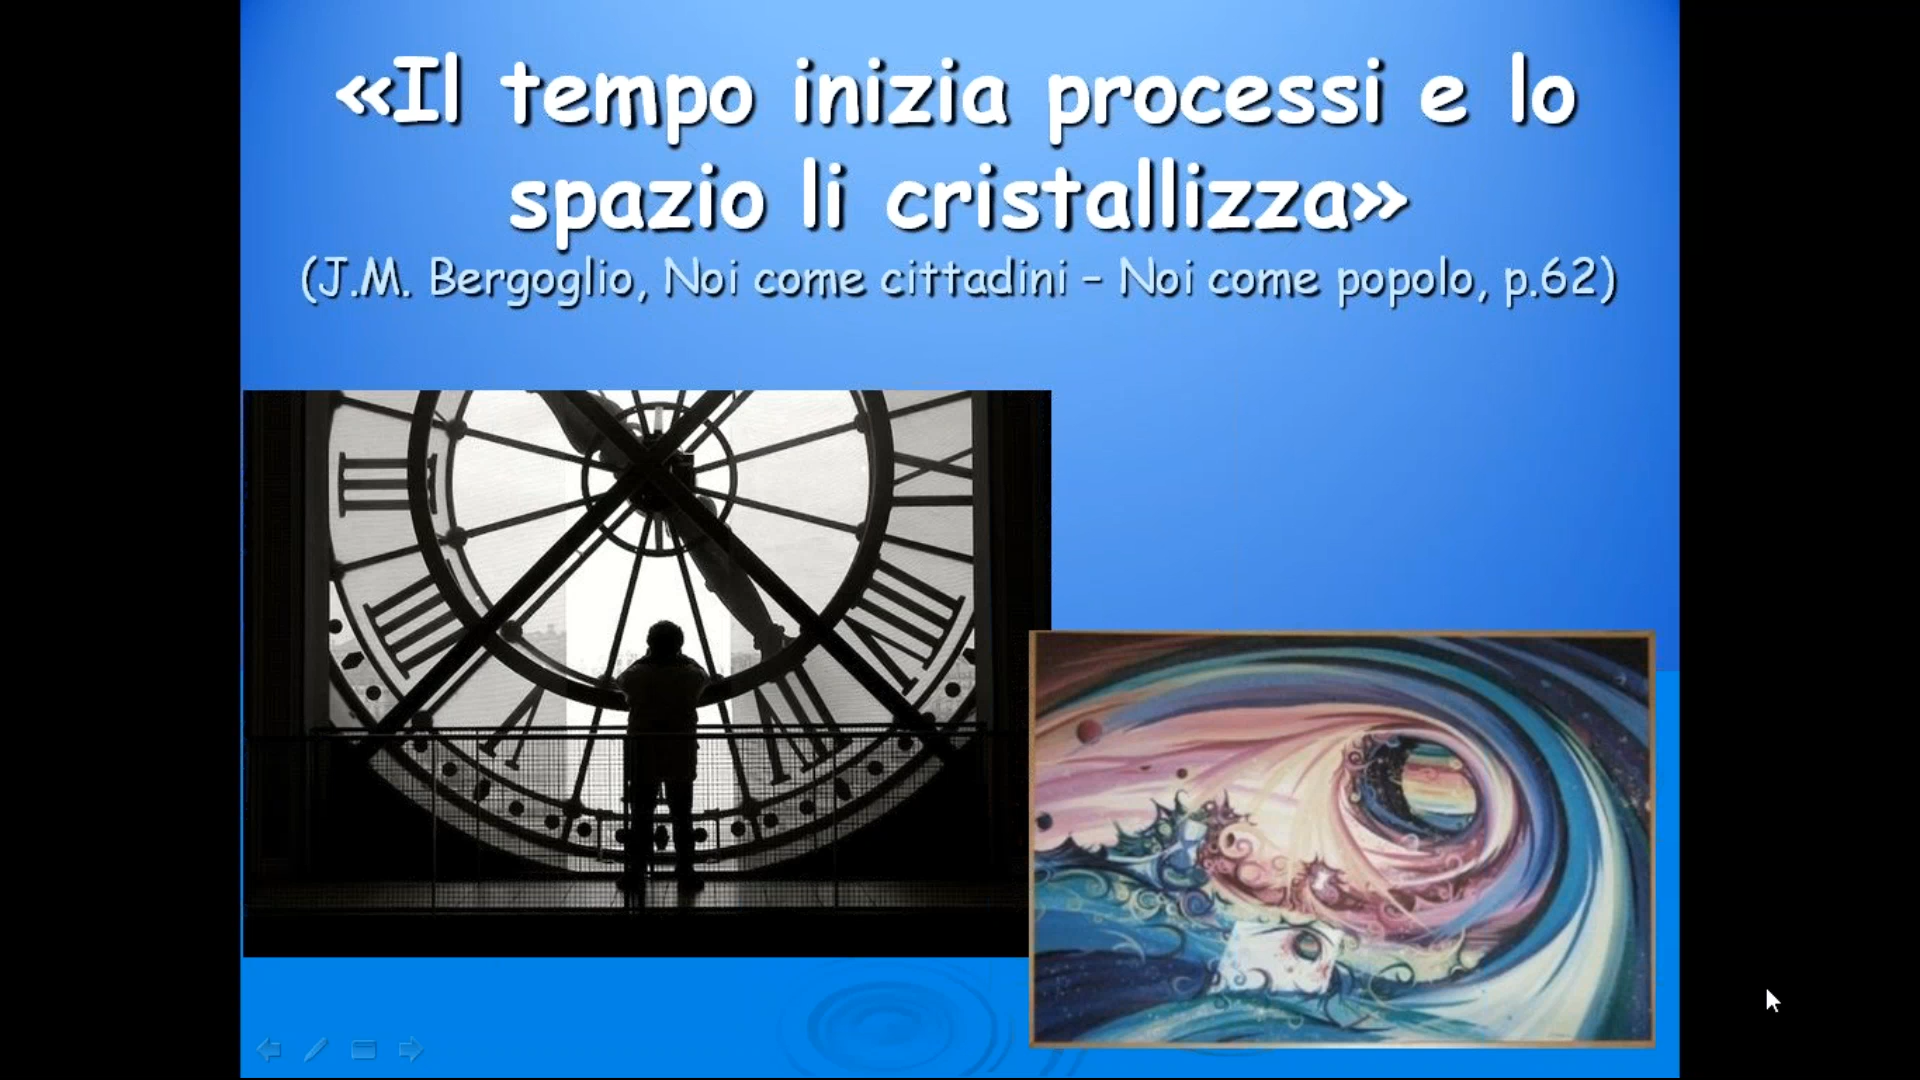 «Il tempo inizia processi e lo
spazio li cristallizza»
(J.M. Bergoglio, Noi come cittadini – Noi come popolo, p.62)